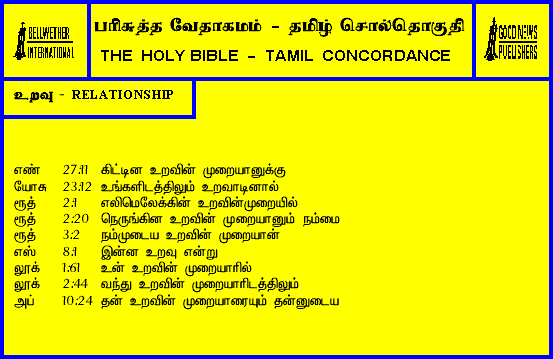 BELLWETHER
INTERNATIONAL
பரிசுத்த வேதாகமம் - தமிழ் சொல்தொகுதி
THE HOLY BIBLE - TAMIL CONCORDANCE
GOOD NEWS
PUBLISHERS
உறவு - RELATIONSHIP
எண் 27:11 கிட்டின உறவின் முறையானுக்கு
யோசு 23:12 உங்களிடத்திலும் உறவாடினால்
ரூத் 2:1 எலிமெலேக்கின் உறவின்முறையில்
ரூத் 2:20 நெருங்கின உறவின் முறையானும் நம்மை
ரூத் 3:2 நம்முடைய உறவின் முறையான்
எஸ் 8:1 இன்ன உறவு என்று
லூக் 1:61 உன் உறவின் முறையாரில்
லூக் 2:44 வந்து உறவின் முறையாரிடத்திலும்
அப் 10:24 தன் உறவின் முறையாரையும் தன்னுடைய